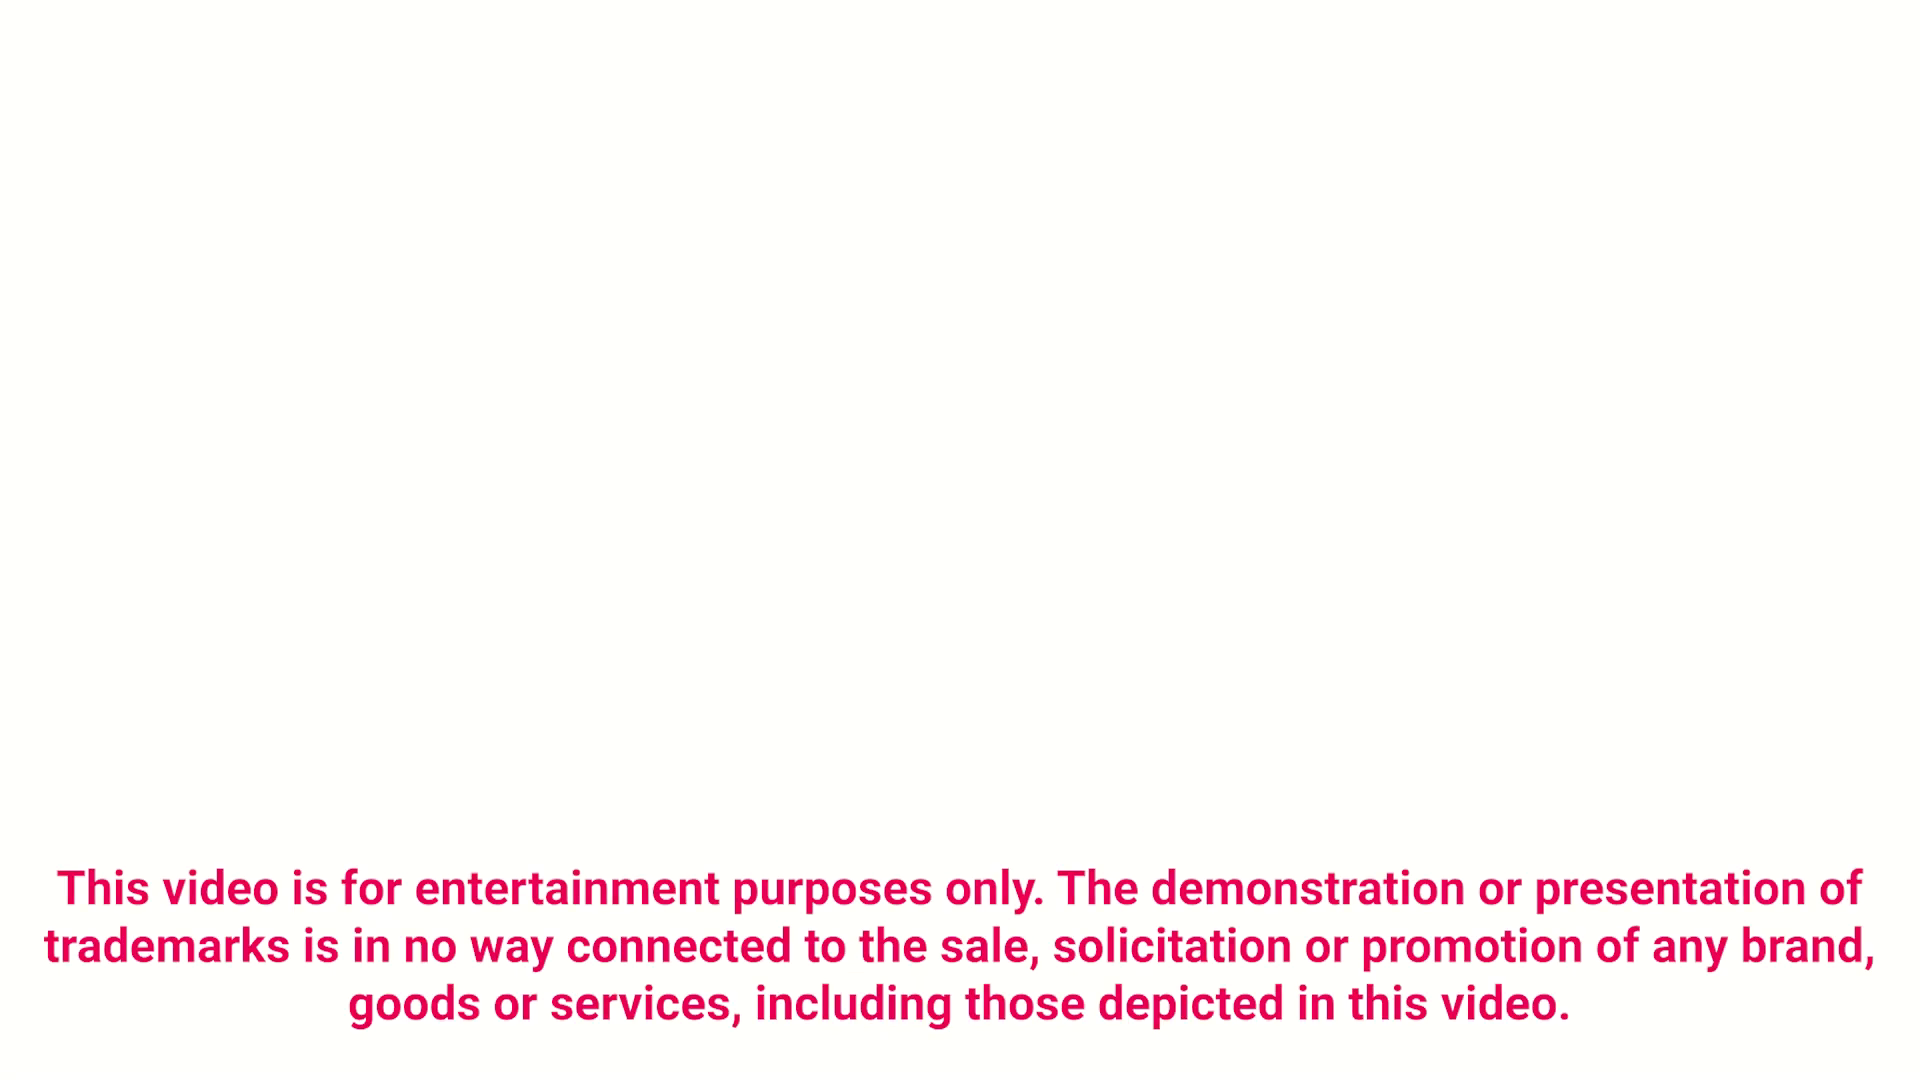 This video is for entertainment purposes only. The demonstration or presentation of
trademarks is in no way connected to the sale, solicitation or promotion of any brand,
goods or services, including those depicted in this video.